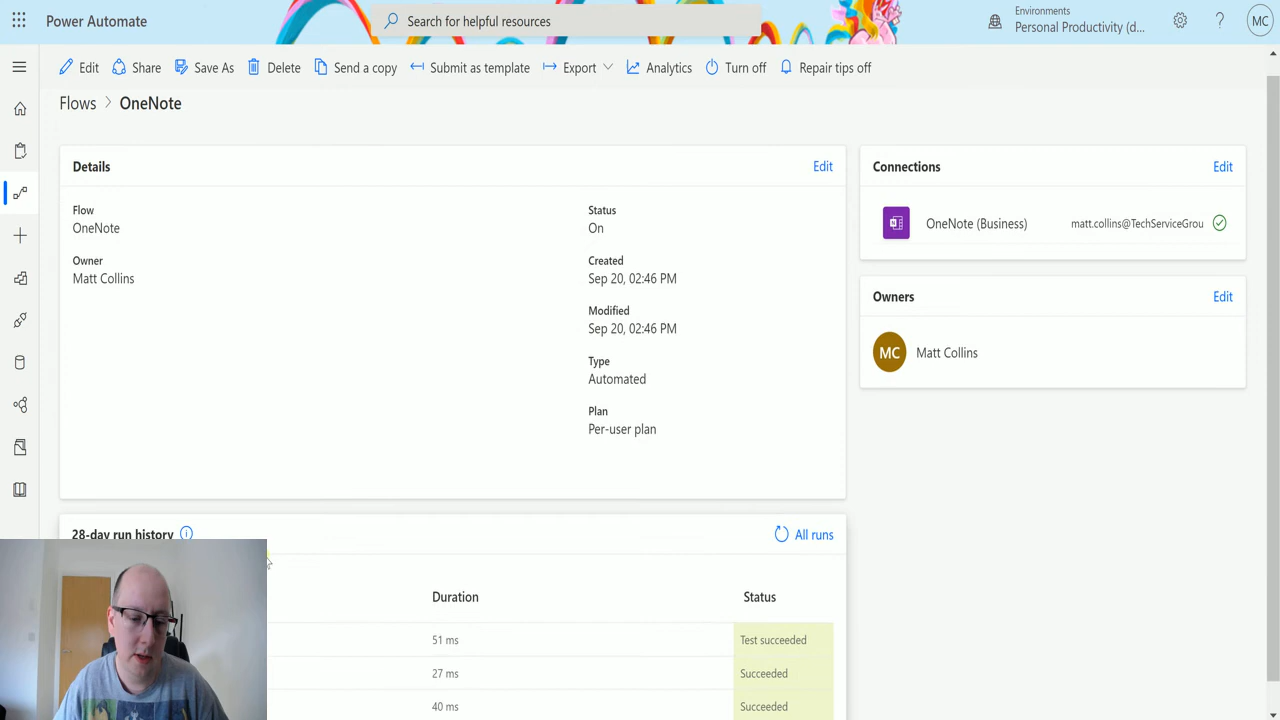 Power Automate
Search for helpful resources
Environments
Personal Productivity (d...
MC
Edit
Share
Save As
Delete
Send a copy
Submit as template
Export
Analytics
Turn off
Repair tips off
Flows
OneNote
Details
Edit
Flow
OneNote
Owner
Matt Collins
Status
On
Created
Sep 20, 02:46 PM
Modified
Sep 20, 02:46 PM
Type
Automated
Plan
Per-user plan
Connections
Edit
OneNote (Business)
matt.collins@TechServiceGrou
Owners
Edit
MC
Matt Collins
28-day run history
All runs
Duration
Status
51 ms
Test succeeded
27 ms
Succeeded
40 ms
Succeeded